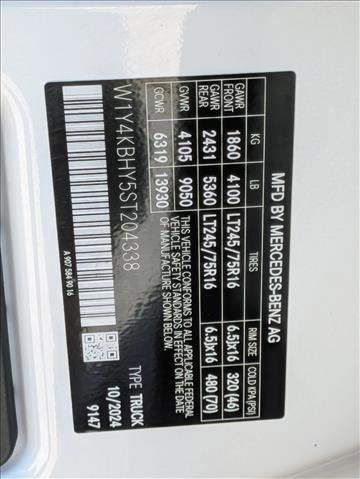 MFD BY MERCEDES-BENZ AG
KG LB TIRES RIM SIZE COLD KPA (PSI)
GAWR FRONT 1860 4100 LT245/75R16 6.5Jx16 320 (46)
GAWR REAR 2431 5360 LT245/75R16 6.5Jx16 480 (70)
GVWR 4105 9050
GCWR 6319 13930
THIS VEHICLE CONFORMS TO ALL APPLICABLE FEDERAL
VEHICLE SAFETY STANDARDS IN EFFECT ON THE DATE
OF MANUFACTURE SHOWN ABOVE
W1Y4KBHY5ST204338
TYPE TRUCK
10/2024
9147
A 907 584 90 16